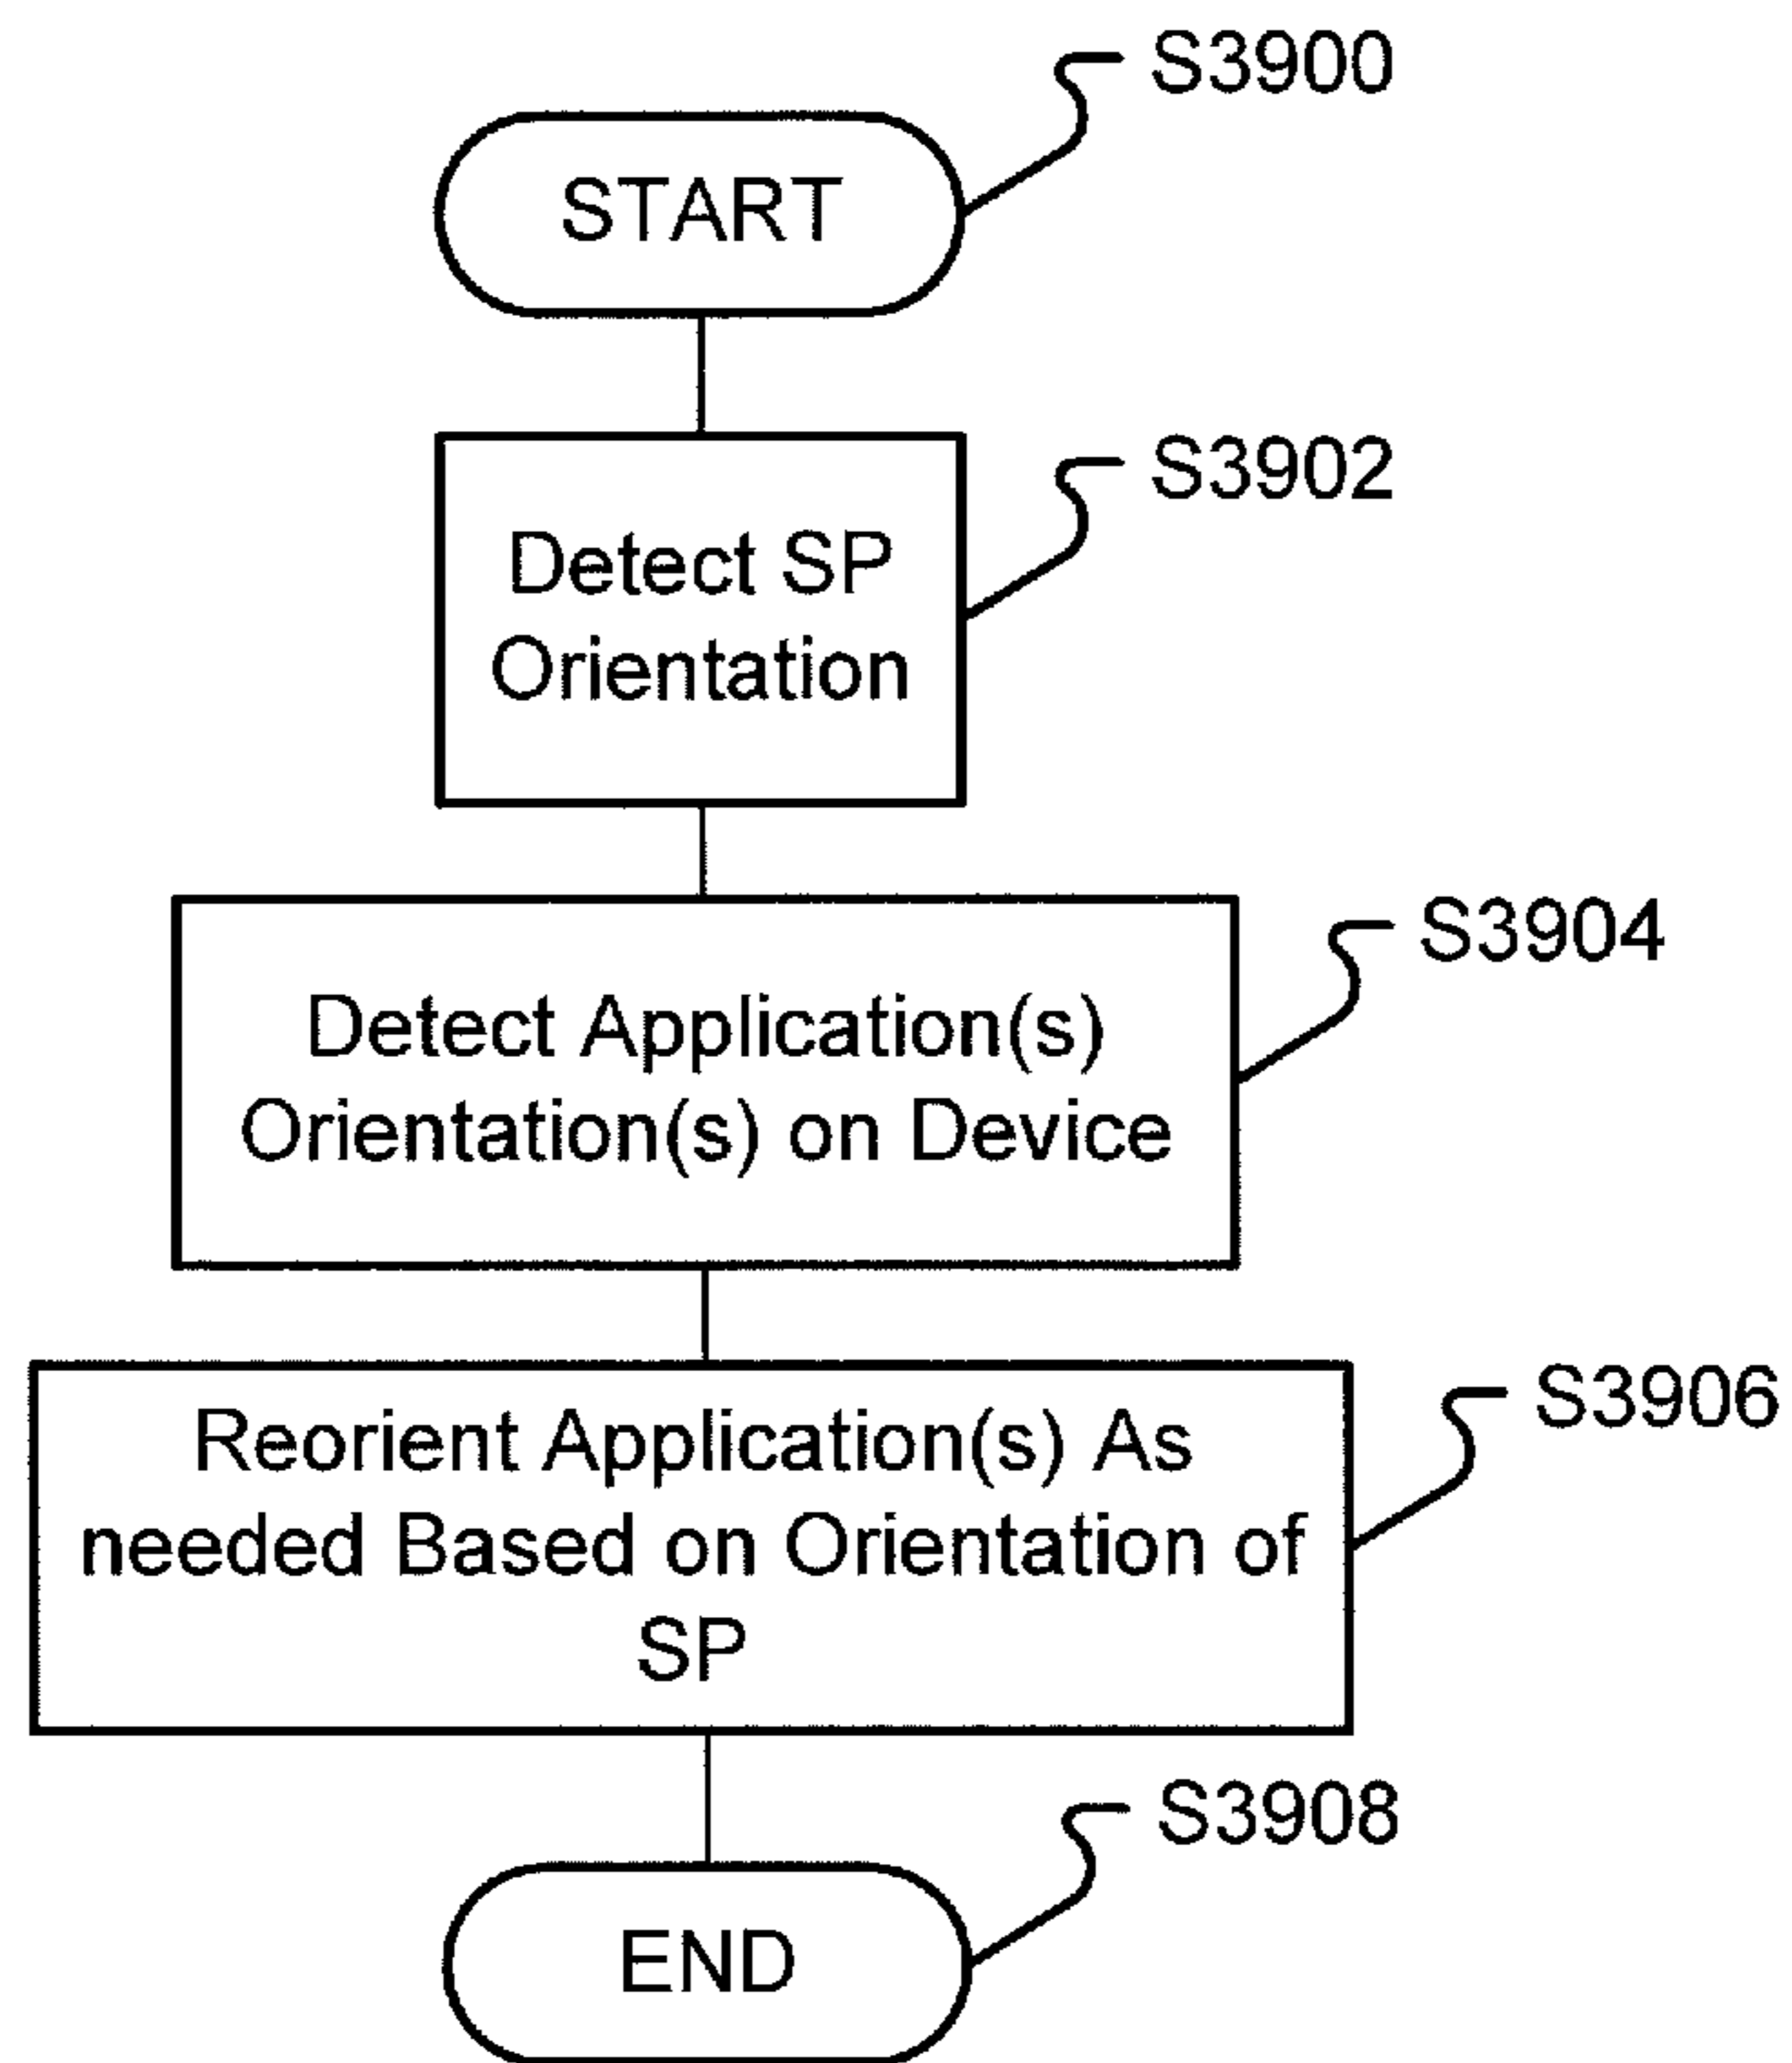 S3900
START
S3902
Detect SP
Orientation
S3904
Detect Application(s)
Orientation(s) on Device
S3906
Reorient Application(s) As
needed Based on Orientation of
SP
S3908
END